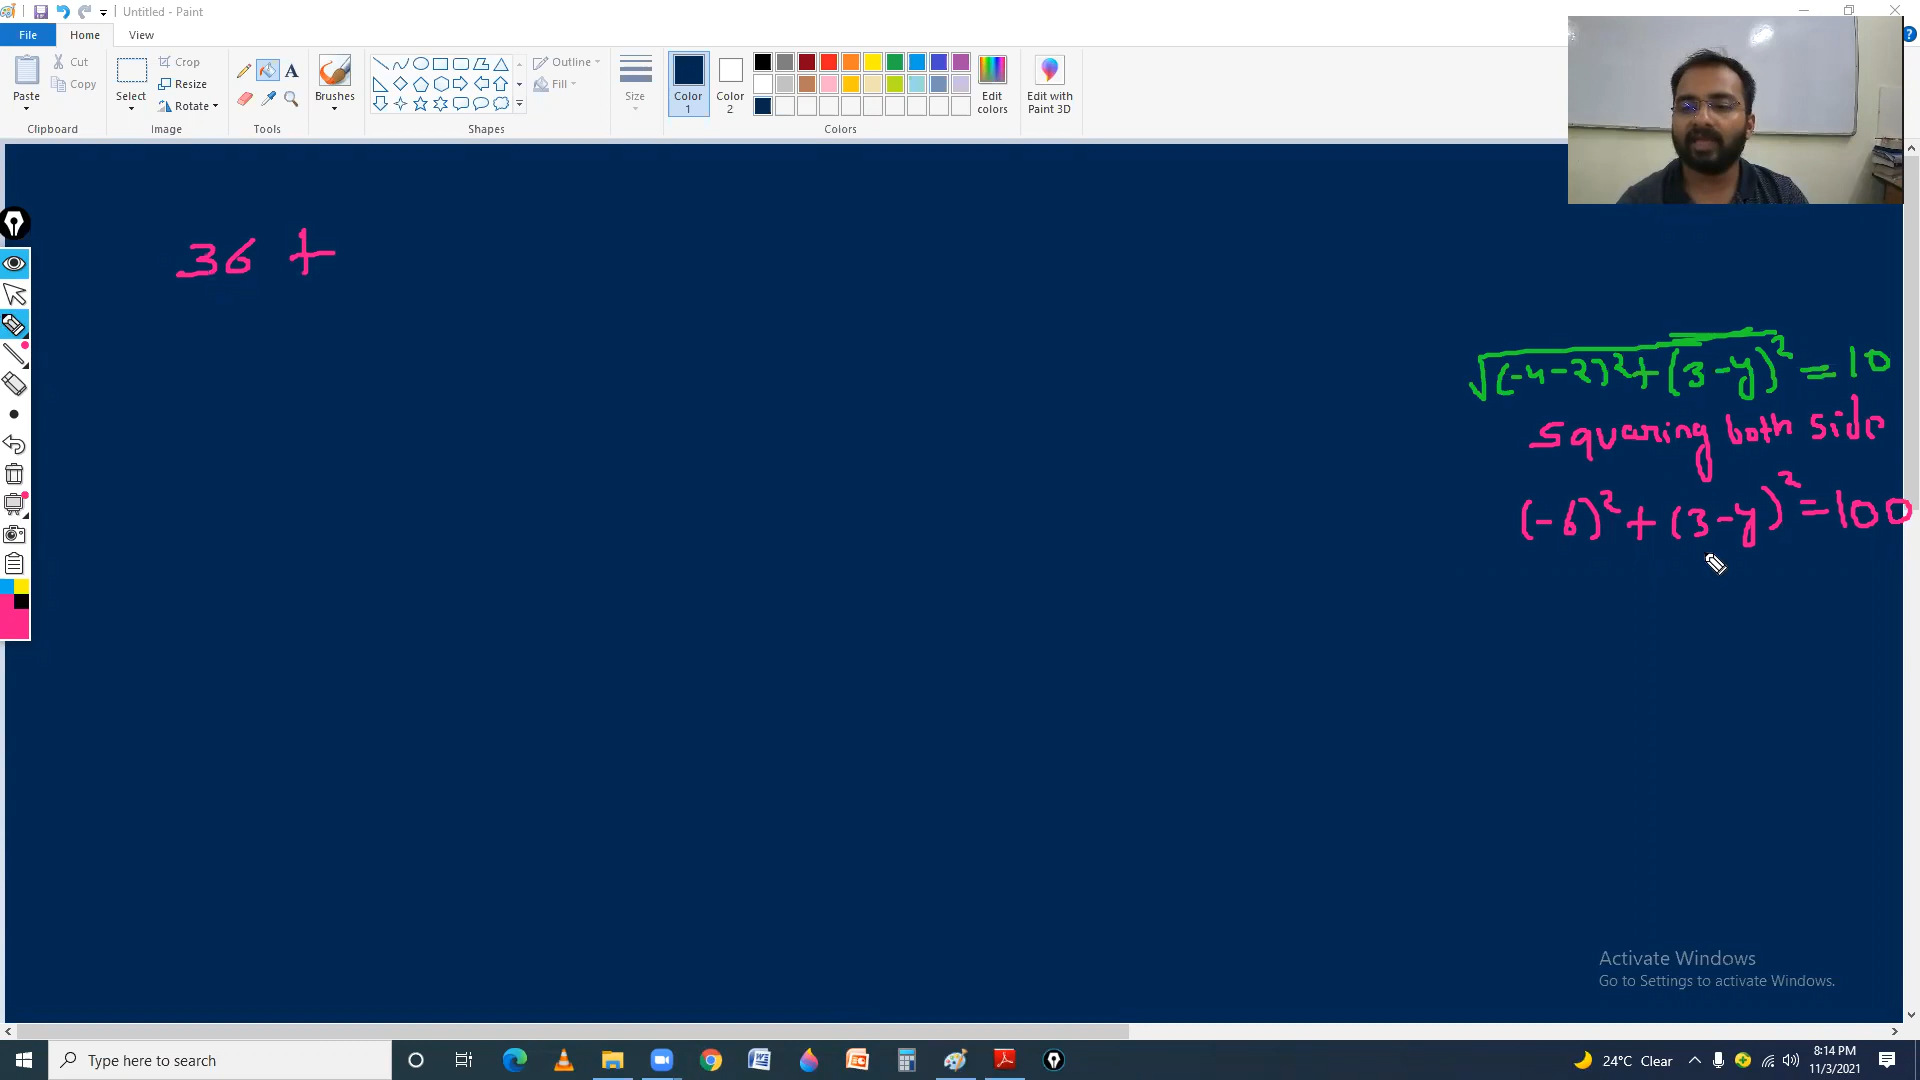 Untitled - Paint
File Home View
Paste Cut Copy Clipboard
Select Crop Resize Rotate Image
Tools
Brushes
Outline Fill Shapes
Size
Color 1 Color 2 Edit colors Colors
Edit with Paint 3D
36 +
√(-4-2)²+(3-y)² = 10
Squaring both side
(-6)²+(3-y)²=100
Activate Windows
Go to Settings to activate Windows.
Type here to search
24°C Clear
8:14 PM
11/3/2021